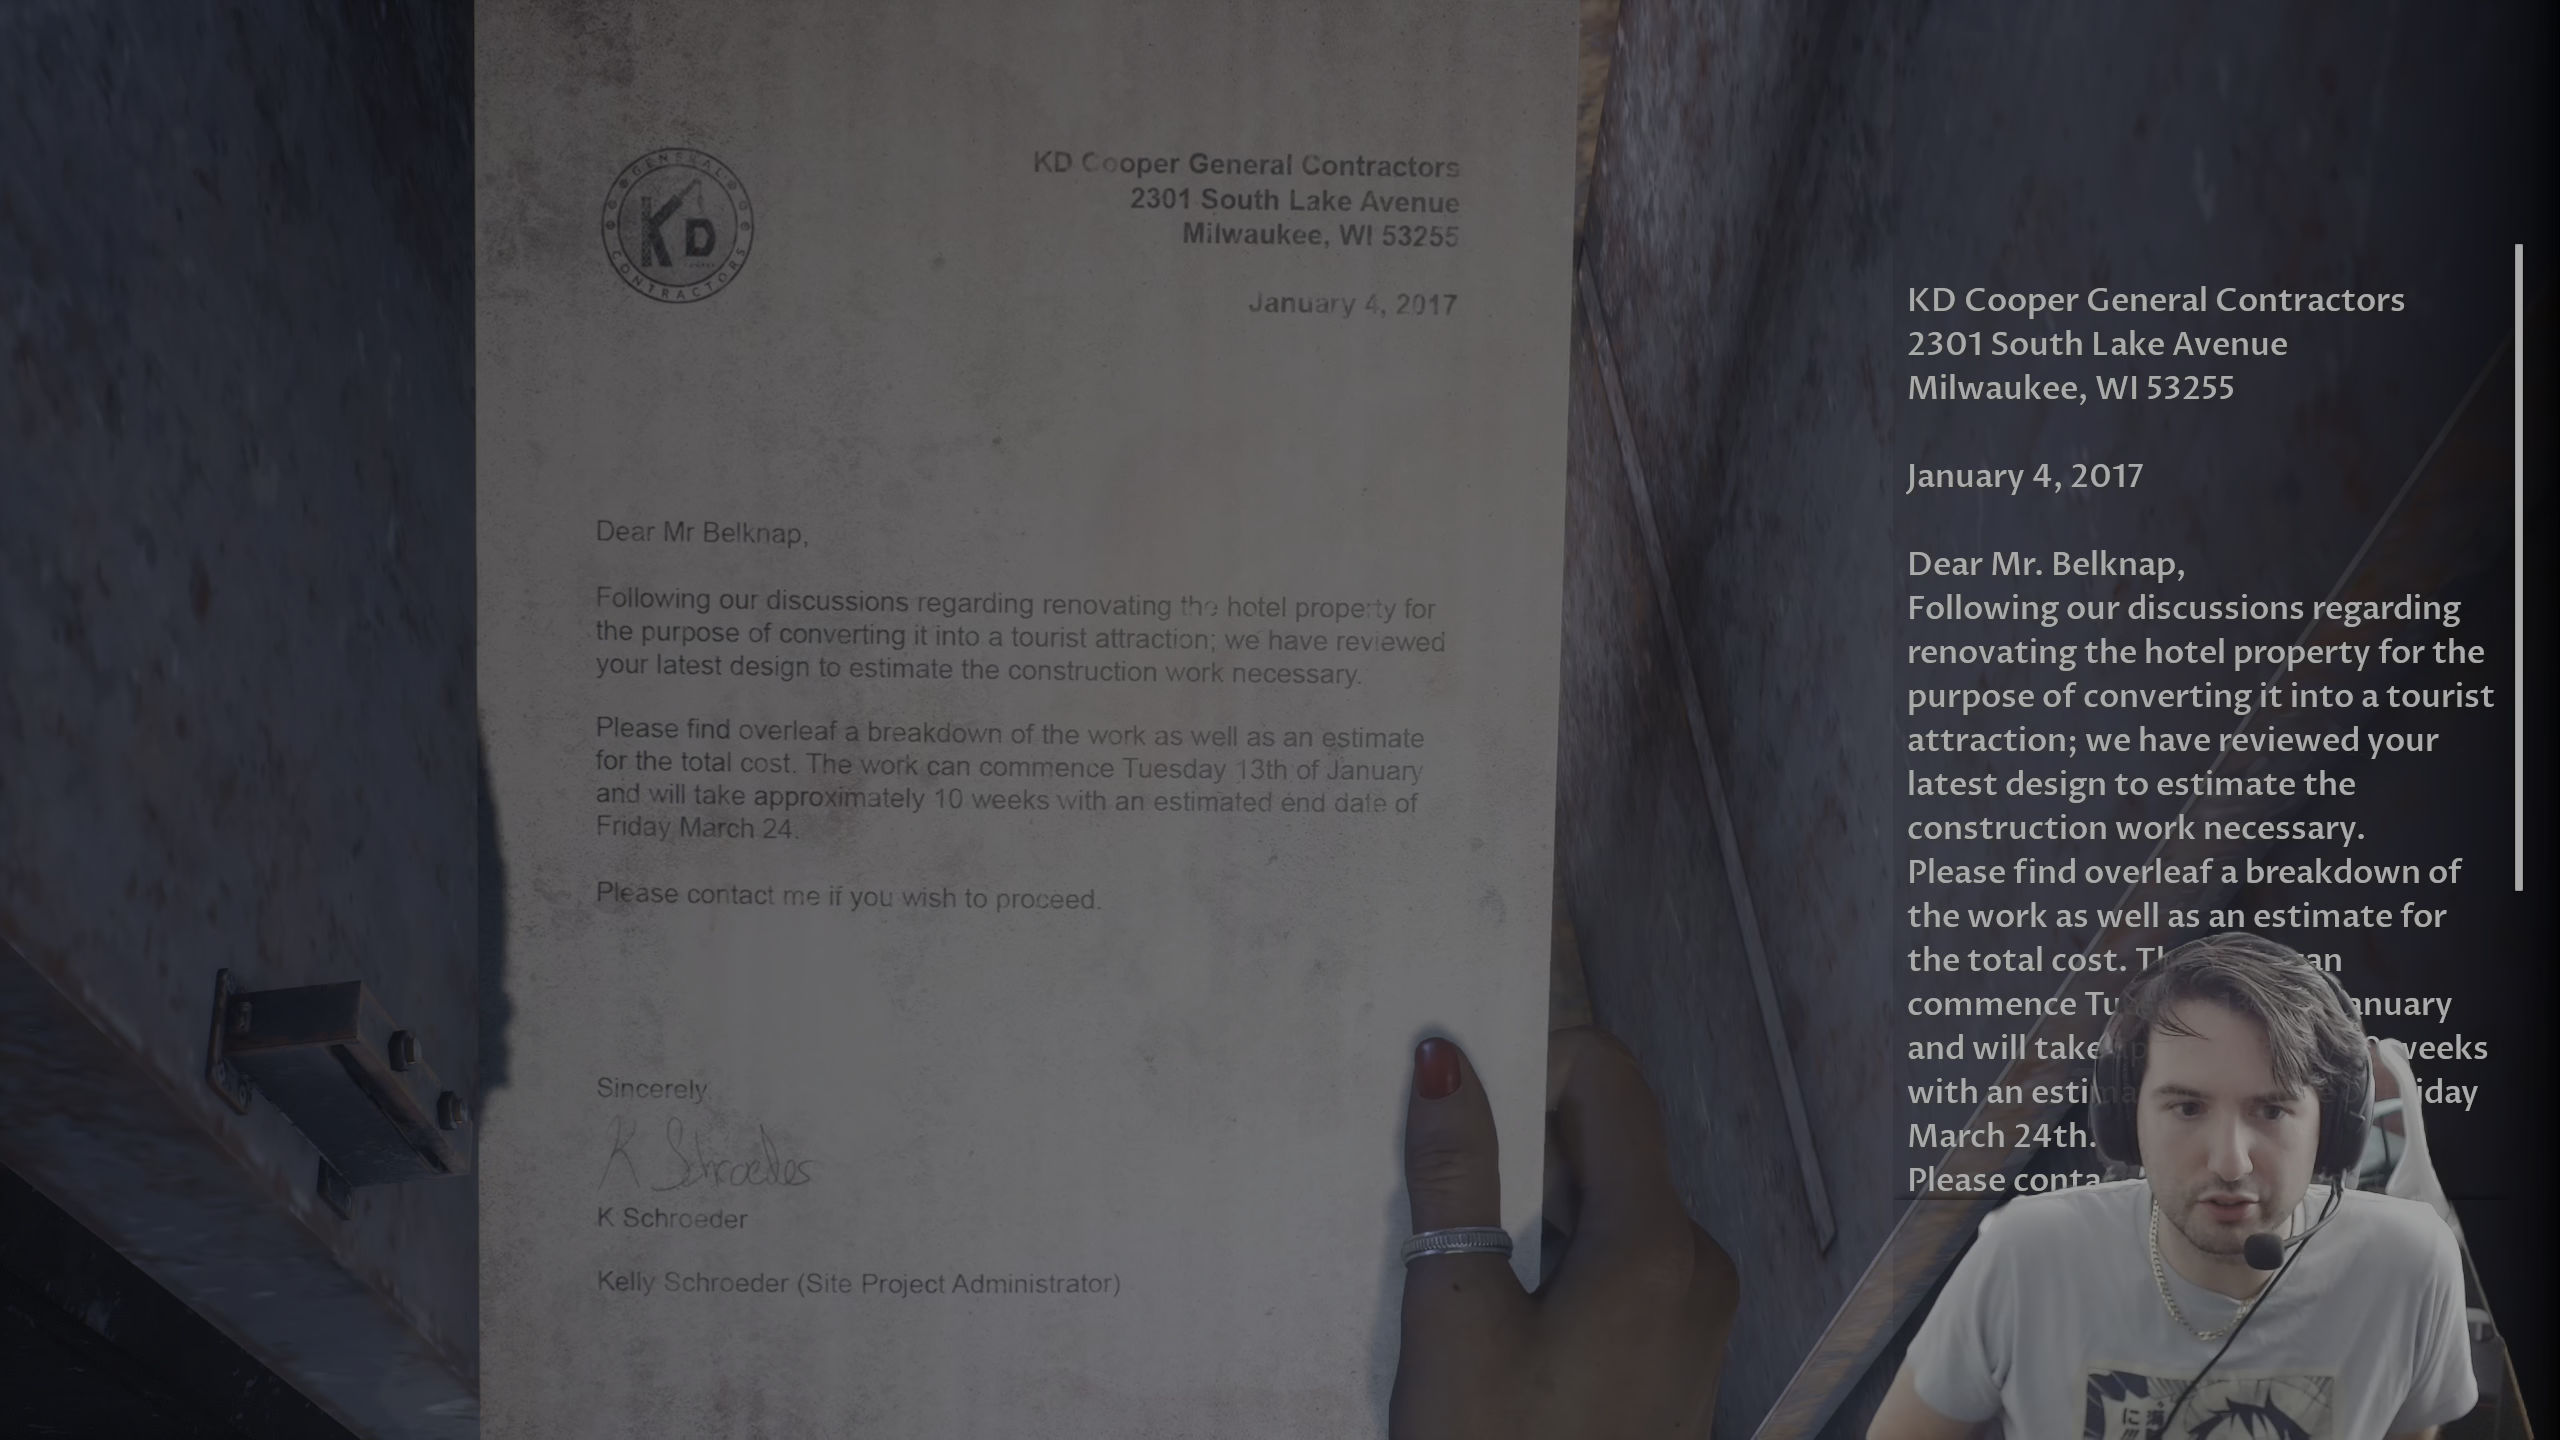 GENERAL
KD
CONTRACTORS
KD Cooper General Contractors
2301 South Lake Avenue
Milwaukee, WI 53255
January 4, 2017
Dear Mr Belknap,
Following our discussions regarding renovating the hotel property for
the purpose of converting it into a tourist attraction; we have reviewed
your latest design to estimate the construction work necessary.
Please find overleaf a breakdown of the work as well as an estimate
for the total cost. The work can commence Tuesday 13th of January
and will take approximately 10 weeks with an estimated end date of
Friday March 24.
Please contact me if you wish to proceed.
Sincerely,
K Schroeder
K Schroeder
Kelly Schroeder (Site Project Administrator)
KD Cooper General Contractors
2301 South Lake Avenue
Milwaukee, WI 53255
January 4, 2017
Dear Mr. Belknap,
Following our discussions regarding
renovating the hotel property for the
purpose of converting it into a tourist
attraction; we have reviewed your
latest design to estimate the
construction work necessary.
Please find overleaf a breakdown of
the work as well as an estimate for
the total cost.
commence January
and will take weeks
with an
March 24th.
Please